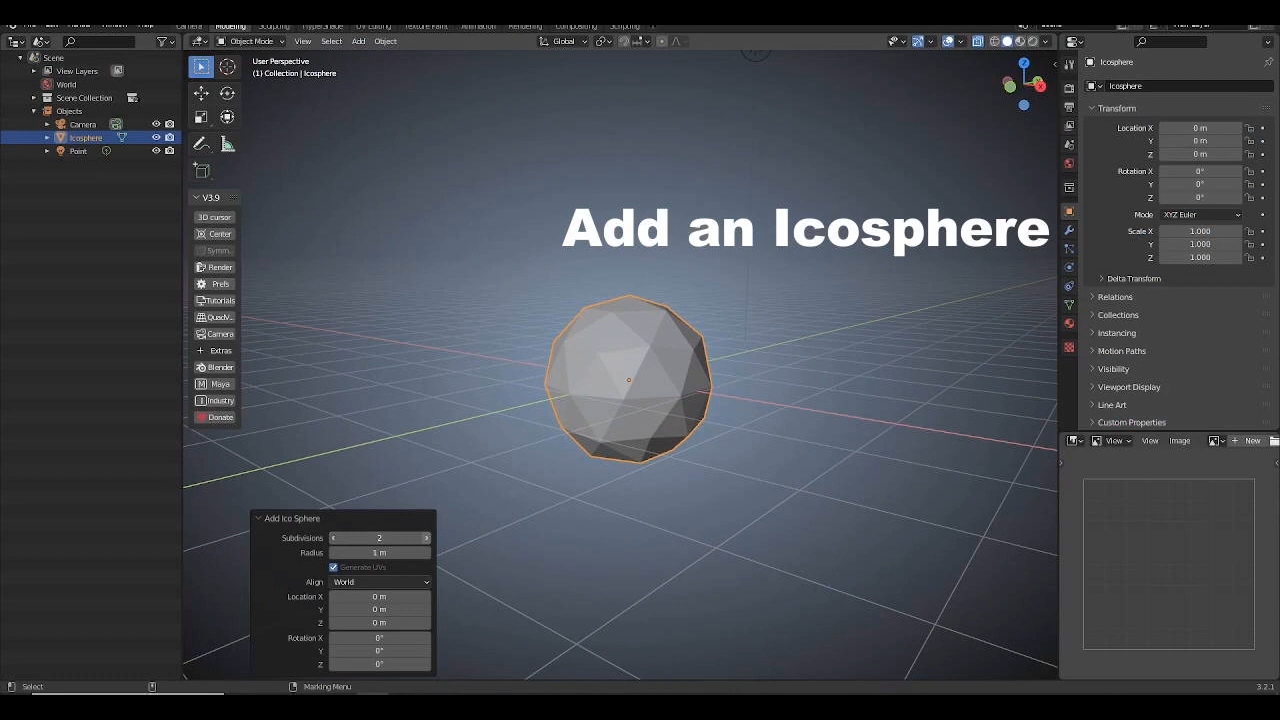 Modeling
Object Mode
View
Select
Add
Object
Global
User Perspective
(1) Collection | Icosphere
Scene
View Layers
World
Scene Collection
Objects
Camera
Icosphere
Point
V3.9
3D cursor
Center
Symm..
Render
Prefs
Tutorials
QuadV..
Camera
Extras
Blender
Maya
Industry
Donate
Add an Icosphere
Add Ico Sphere
Subdivisions 2
Radius 1 m
Generate UVs
Align World
Location X 0 m
Y 0 m
Z 0 m
Rotation X 0°
Y 0°
Z 0°
Icosphere
Icosphere
Transform
Location X 0 m
Y 0 m
Z 0 m
Rotation X 0°
Y 0°
Z 0°
Mode XYZ Euler
Scale X 1.000
Y 1.000
Z 1.000
Delta Transform
Relations
Collections
Instancing
Motion Paths
Visibility
Viewport Display
Line Art
Custom Properties
View View Image New
Select
Marking Menu
3.2.1